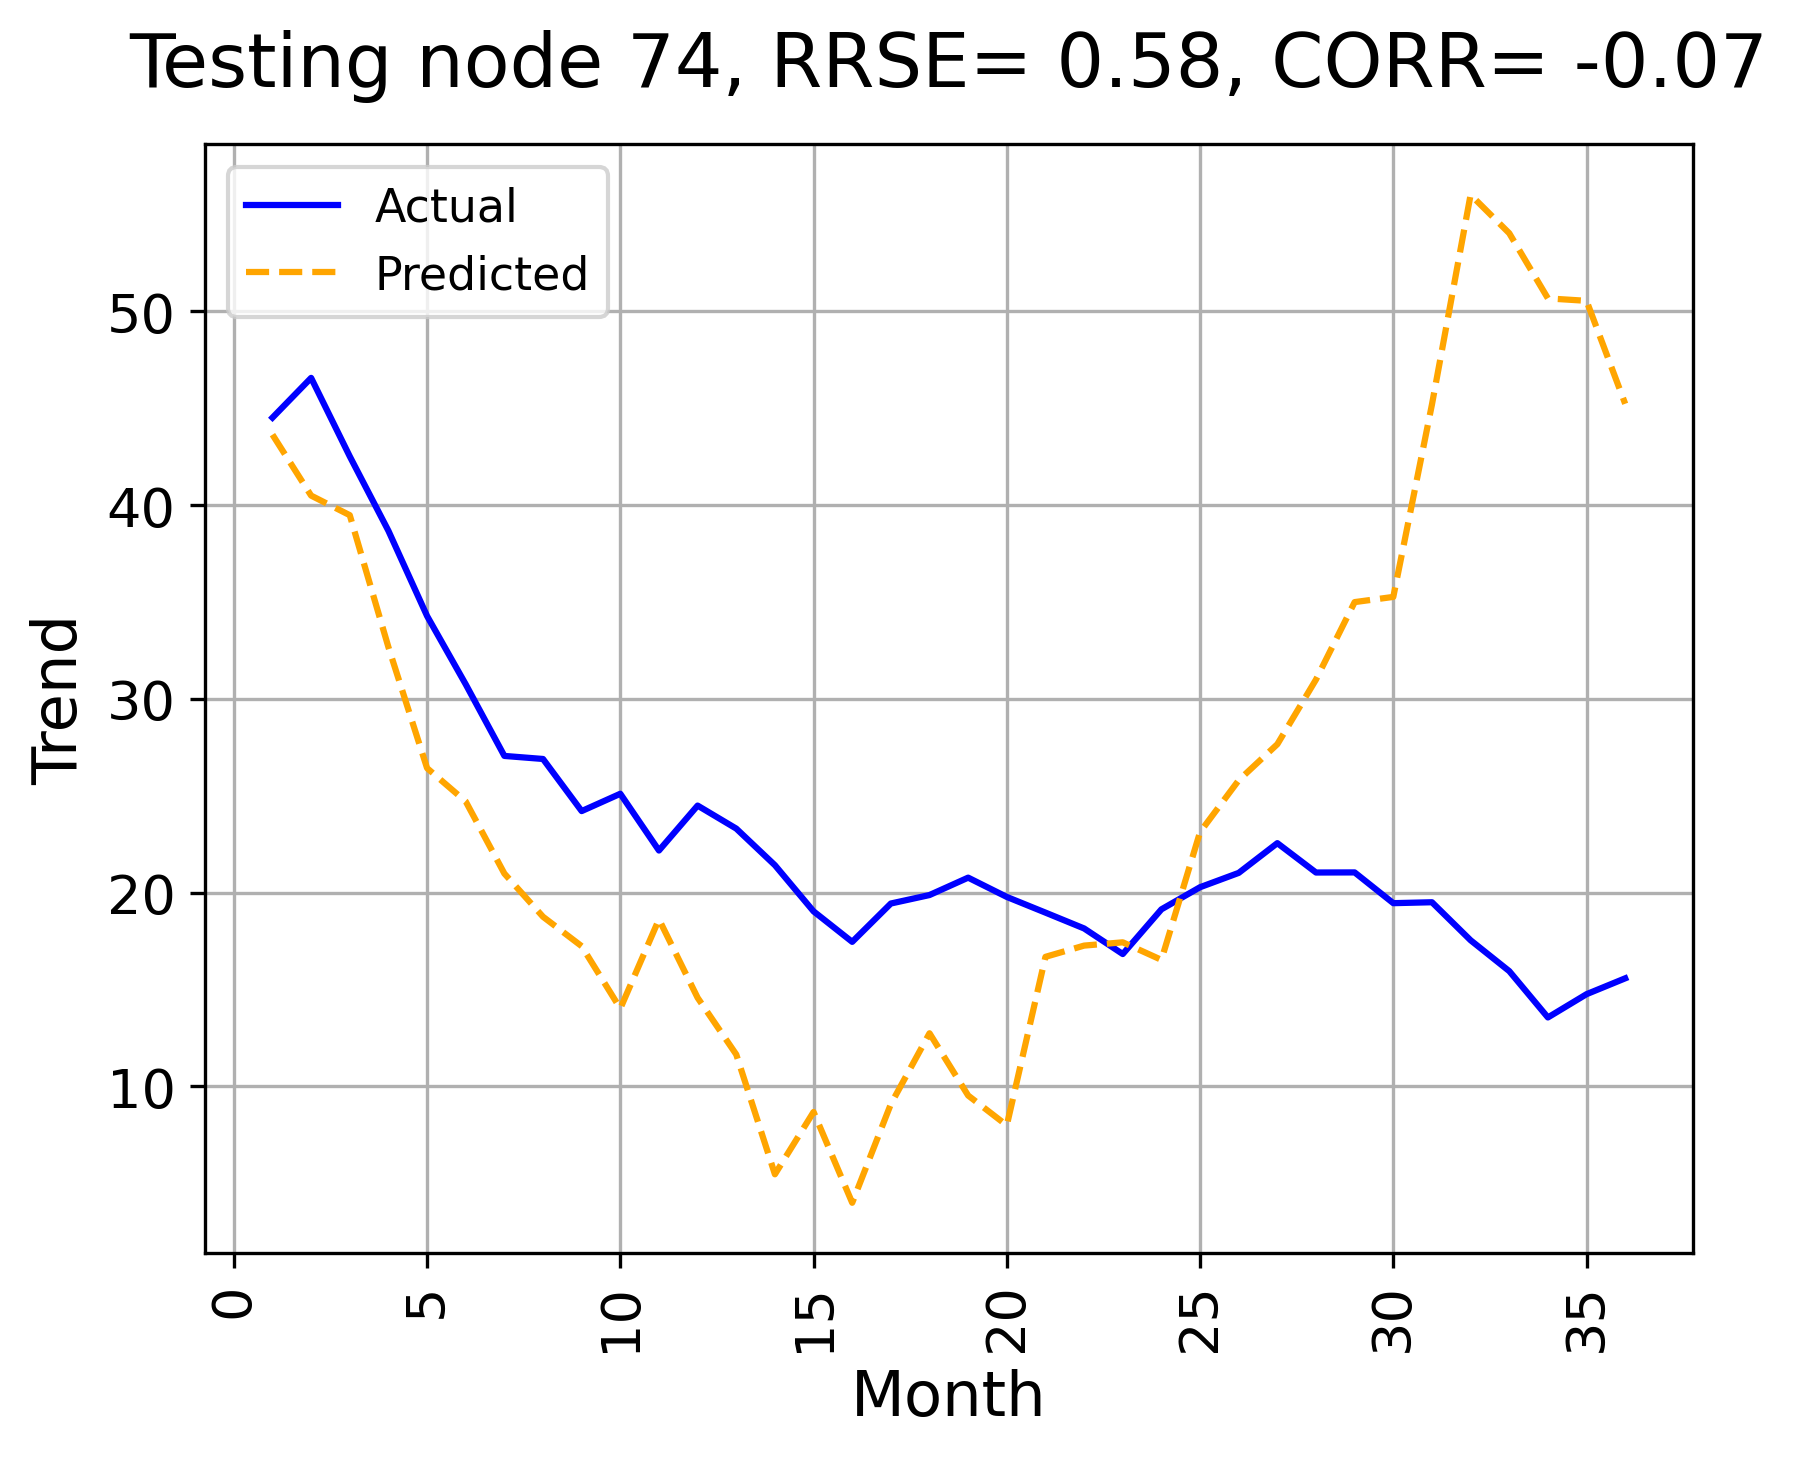 Testing node 74, RRSE= 0.58, CORR= -0.07
Actual
Predicted
50
40
30
20
10
Trend
0 5 10 15 20 25 30 35
Month